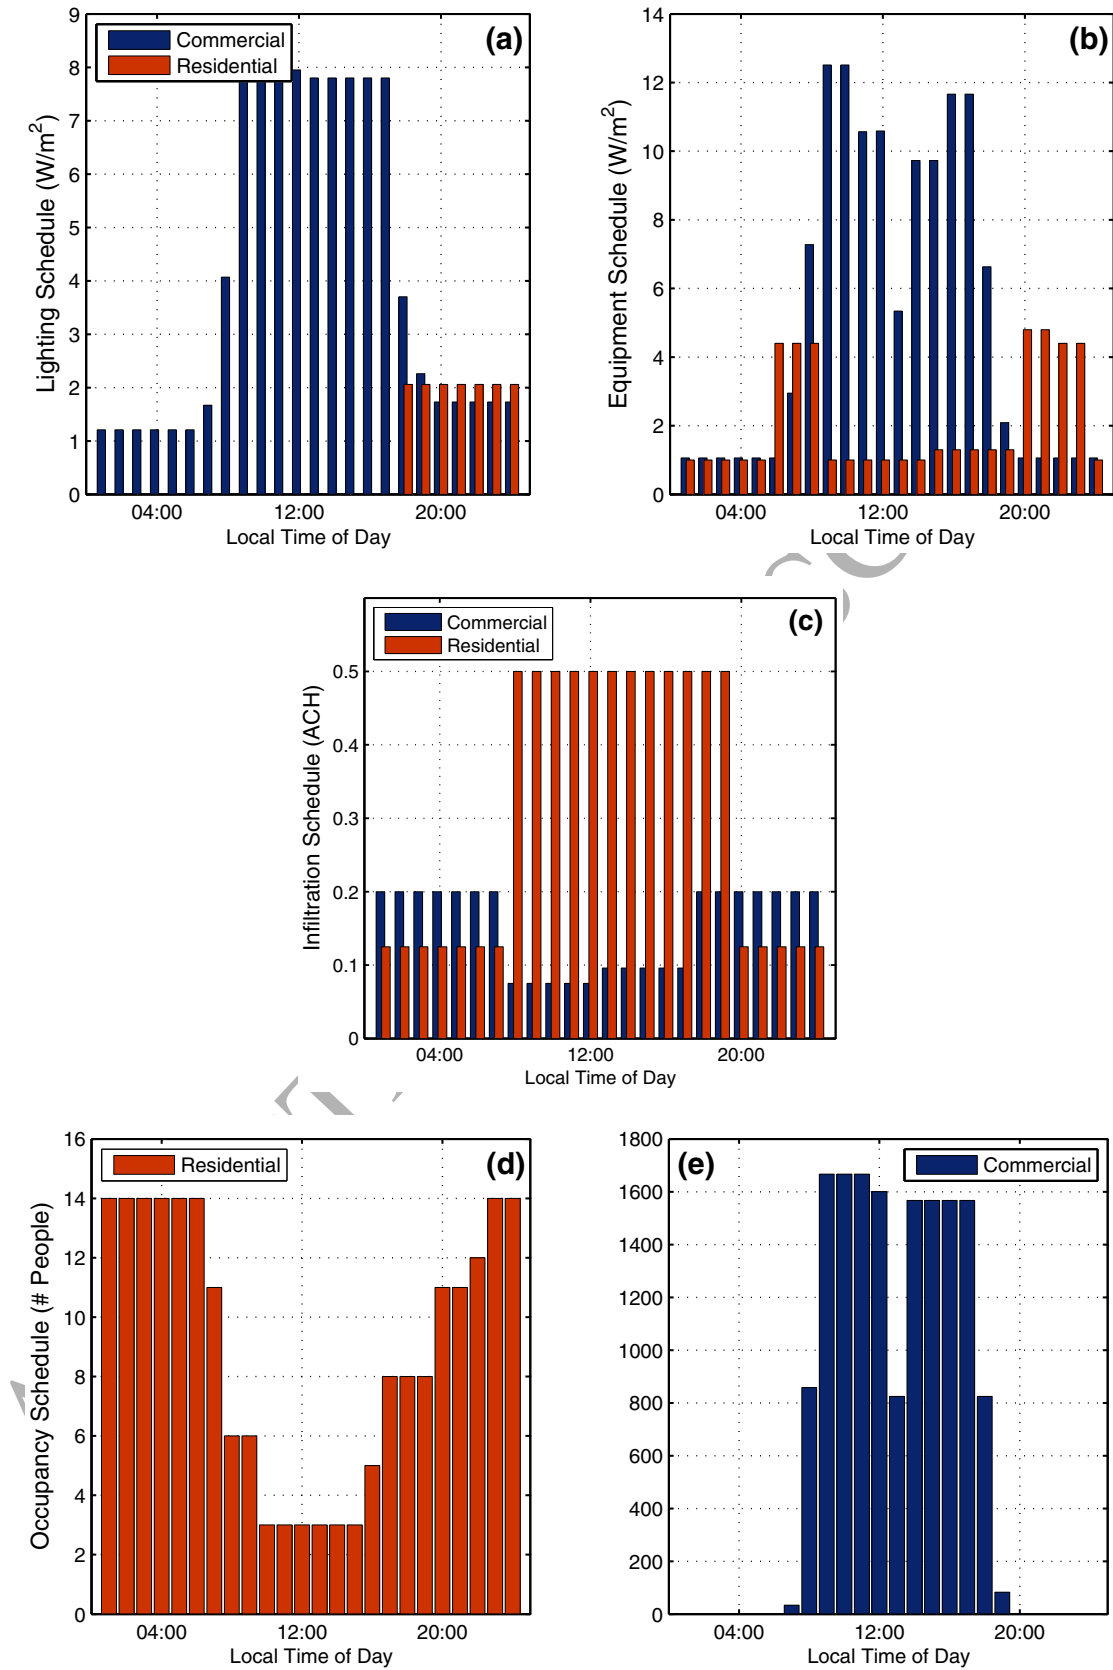 (a)
Commercial
Residential
9
8
7
6
5
4
3
2
1
0
Lighting Schedule (W/m²)
04:00 12:00 20:00
Local Time of Day
(b)
14
12
10
8
6
4
2
0
Equipment Schedule (W/m²)
04:00 12:00 20:00
Local Time of Day
(c)
Commercial
Residential
0.5
0.4
0.3
0.2
0.1
0
Infiltration Schedule (ACH)
04:00 12:00 20:00
Local Time of Day
(d)
Residential
16
14
12
10
8
6
4
2
0
Occupancy Schedule (# People)
04:00 12:00 20:00
Local Time of Day
(e)
Commercial
1800
1600
1400
1200
1000
800
600
400
200
0
04:00 12:00 20:00
Local Time of Day